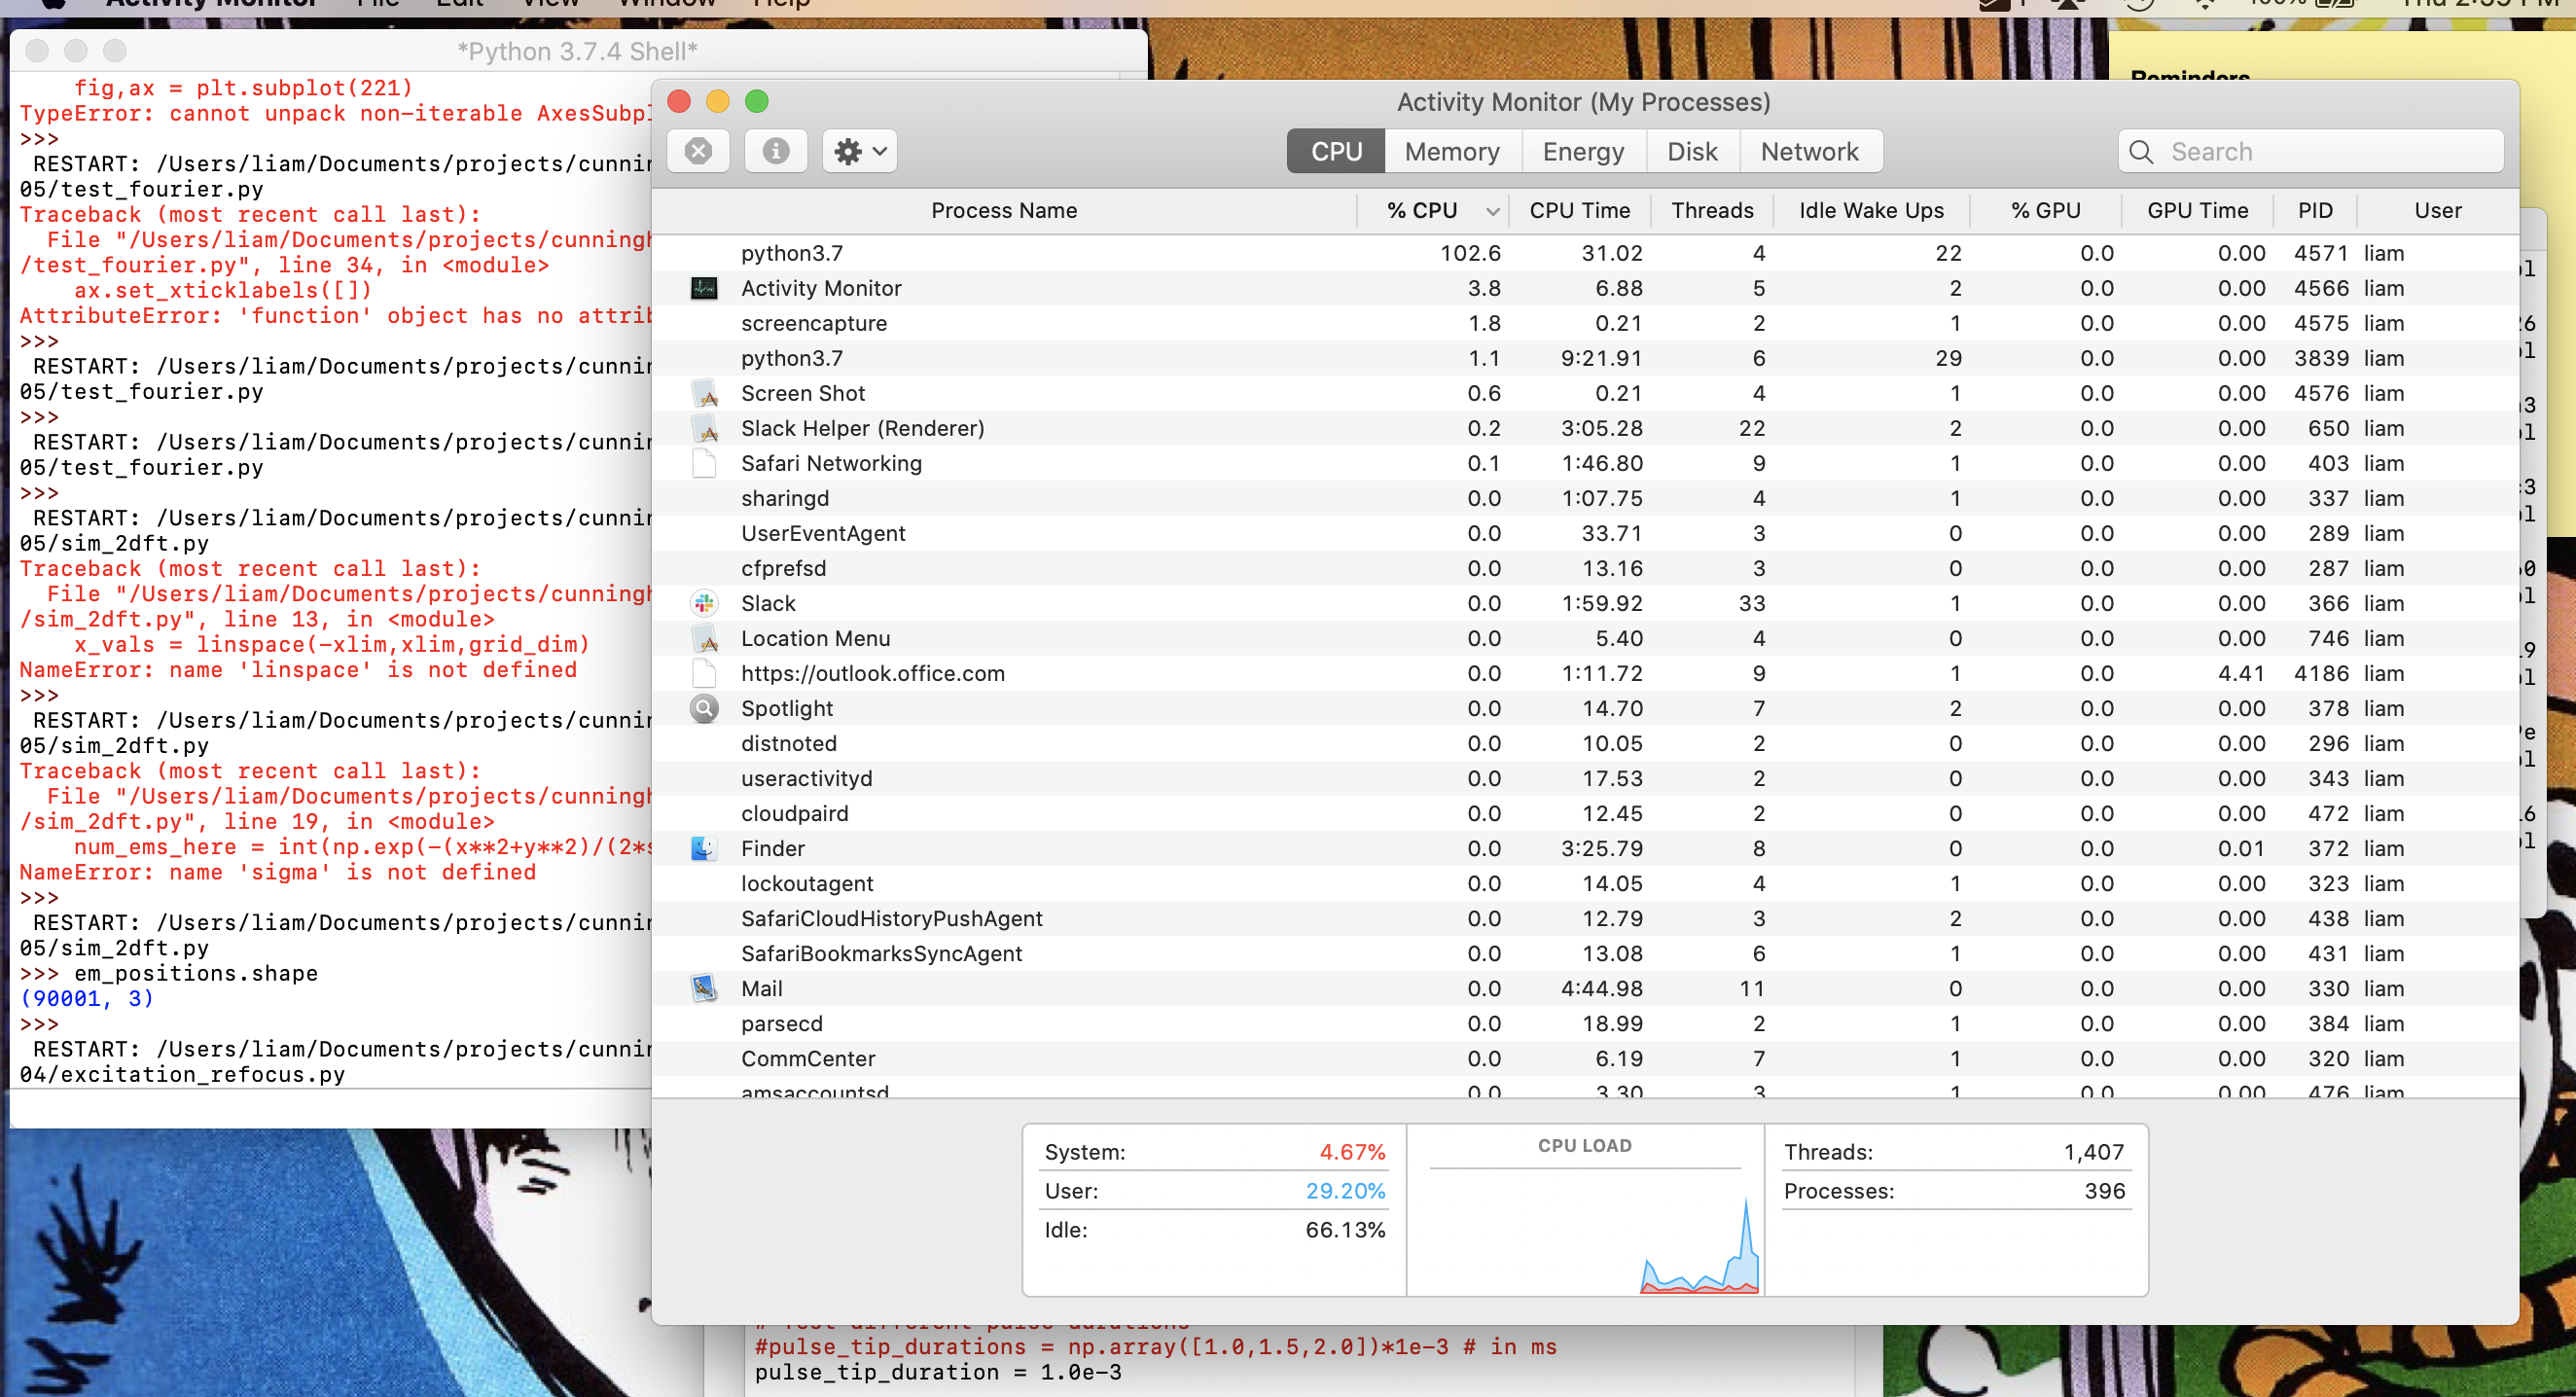 Activity Monitor File Edit View Window Help 100% Thu
*Python 3.7.4 Shell*
fig,ax = plt.subplot(221)
TypeError: cannot unpack non-iterable AxesSubpl
>>>
RESTART: /Users/liam/Documents/projects/cunnin
05/test_fourier.py
Traceback (most recent call last):
File "/Users/liam/Documents/projects/cunningh
/test_fourier.py", line 34, in <module>
ax.set_xticklabels([])
AttributeError: 'function' object has no attrib
>>>
RESTART: /Users/liam/Documents/projects/cunnin
05/test_fourier.py
>>>
RESTART: /Users/liam/Documents/projects/cunnin
05/test_fourier.py
>>>
RESTART: /Users/liam/Documents/projects/cunnin
05/sim_2dft.py
Traceback (most recent call last):
File "/Users/liam/Documents/projects/cunningh
/sim_2dft.py", line 13, in <module>
x_vals = linspace(-xlim,xlim,grid_dim)
NameError: name 'linspace' is not defined
>>>
RESTART: /Users/liam/Documents/projects/cunnin
05/sim_2dft.py
Traceback (most recent call last):
File "/Users/liam/Documents/projects/cunningh
/sim_2dft.py", line 19, in <module>
num_ems_here = int(np.exp(-(x**2+y**2)/(2*s
NameError: name 'sigma' is not defined
>>>
RESTART: /Users/liam/Documents/projects/cunnin
05/sim_2dft.py
>>> em_positions.shape
(90001, 3)
>>>
RESTART: /Users/liam/Documents/projects/cunnin
04/excitation_refocus.py
Reminders
Activity Monitor (My Processes)
CPU Memory Energy Disk Network Search
Process Name % CPU CPU Time Threads Idle Wake Ups % GPU GPU Time PID User
python3.7 102.6 31.02 4 22 0.0 0.00 4571 liam
Activity Monitor 3.8 6.88 5 2 0.0 0.00 4566 liam
screencapture 1.8 0.21 2 1 0.0 0.00 4575 liam
python3.7 1.1 9:21.91 6 29 0.0 0.00 3839 liam
Screen Shot 0.6 0.21 4 1 0.0 0.00 4576 liam
Slack Helper (Renderer) 0.2 3:05.28 22 2 0.0 0.00 650 liam
Safari Networking 0.1 1:46.80 9 1 0.0 0.00 403 liam
sharingd 0.0 1:07.75 4 1 0.0 0.00 337 liam
UserEventAgent 0.0 33.71 3 0 0.0 0.00 289 liam
cfprefsd 0.0 13.16 3 0 0.0 0.00 287 liam
Slack 0.0 1:59.92 33 1 0.0 0.00 366 liam
Location Menu 0.0 5.40 4 0 0.0 0.00 746 liam
https://outlook.office.com 0.0 1:11.72 9 1 0.0 4.41 4186 liam
Spotlight 0.0 14.70 7 2 0.0 0.00 378 liam
distnoted 0.0 10.05 2 0 0.0 0.00 296 liam
useractivityd 0.0 17.53 2 0 0.0 0.00 343 liam
cloudpaird 0.0 12.45 2 0 0.0 0.00 472 liam
Finder 0.0 3:25.79 8 0 0.0 0.01 372 liam
lockoutagent 0.0 14.05 4 1 0.0 0.00 323 liam
SafariCloudHistoryPushAgent 0.0 12.79 3 2 0.0 0.00 438 liam
SafariBookmarksSyncAgent 0.0 13.08 6 1 0.0 0.00 431 liam
Mail 0.0 4:44.98 11 0 0.0 0.00 330 liam
parsecd 0.0 18.99 2 1 0.0 0.00 384 liam
CommCenter 0.0 6.19 7 1 0.0 0.00 320 liam
amsaccountsd 0.0 3.30 3 1 0.0 0.00 476 liam
System: 4.67%
User: 29.20%
Idle: 66.13%
CPU LOAD
Threads: 1,407
Processes: 396
# Test different pulse durations
#pulse_tip_durations = np.array([1.0,1.5,2.0])*1e-3 # in ms
pulse_tip_duration = 1.0e-3